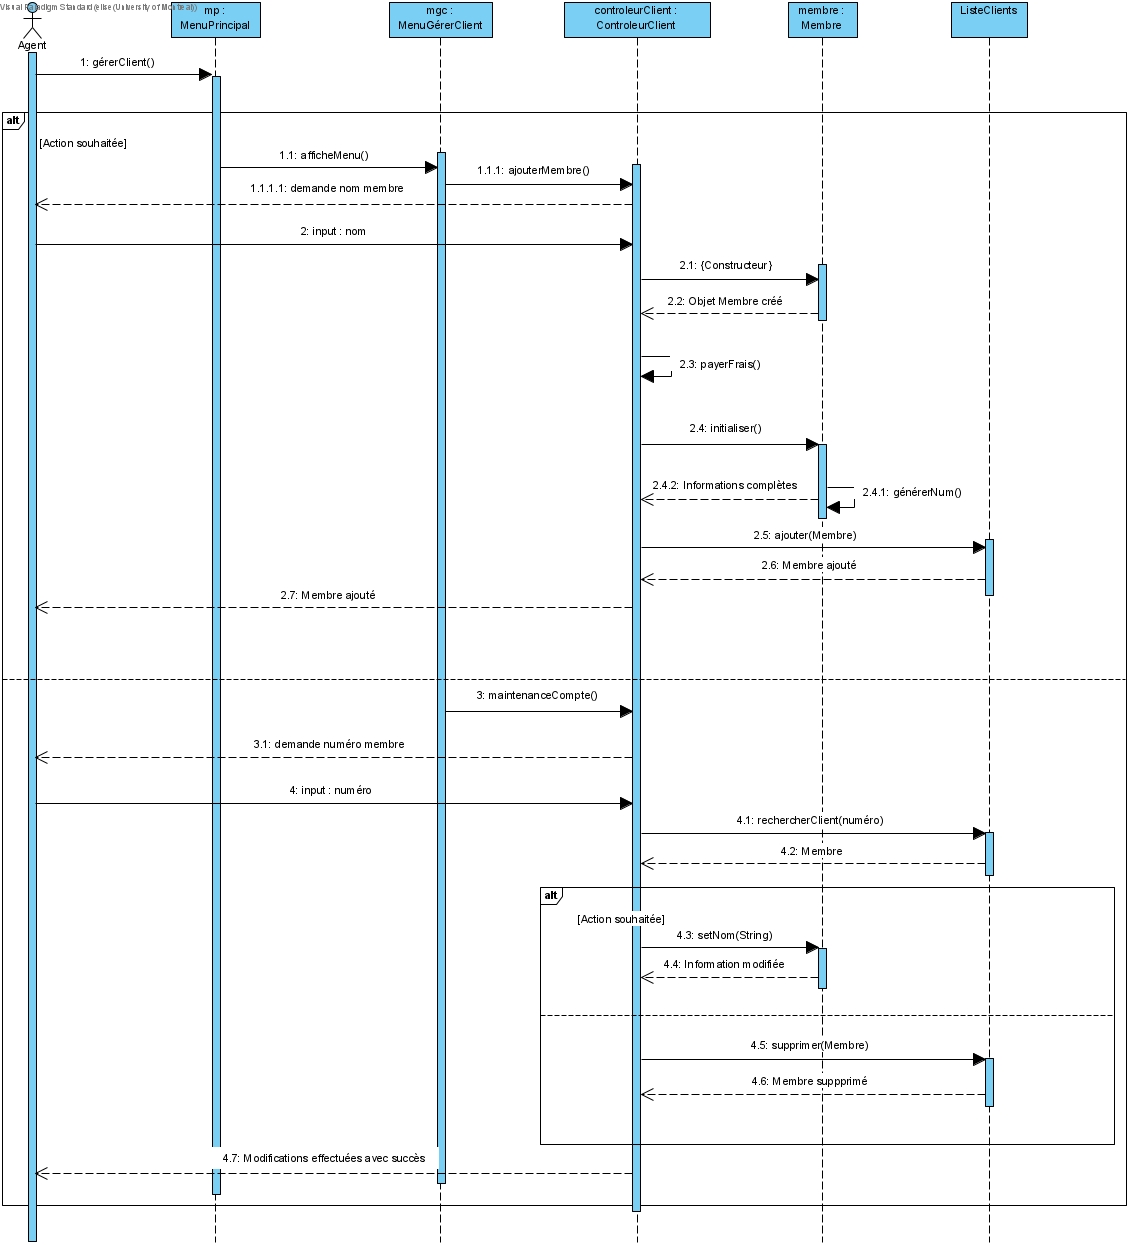 Visual Paradigm Standard (elise (University of Montreal))
Agent
mp :
MenuPrincipal
mgc :
MenuGérerClient
controleurClient :
ControleurClient
membre :
Membre
ListeClients
1: gérerClient()
alt
[Action souhaitée]
1.1: afficheMenu()
1.1.1: ajouterMembre()
1.1.1.1: demande nom membre
2: input : nom
2.1: {Constructeur}
2.2: Objet Membre créé
2.3: payerFrais()
2.4: initialiser()
2.4.2: Informations complètes
2.4.1: générerNum()
2.5: ajouter(Membre)
2.6: Membre ajouté
2.7: Membre ajouté
3: maintenanceCompte()
3.1: demande numéro membre
4: input : numéro
4.1: rechercherClient(numéro)
4.2: Membre
alt
[Action souhaitée]
4.3: setNom(String)
4.4: Information modifiée
4.5: supprimer(Membre)
4.6: Membre suppprimé
4.7: Modifications effectuées avec succès